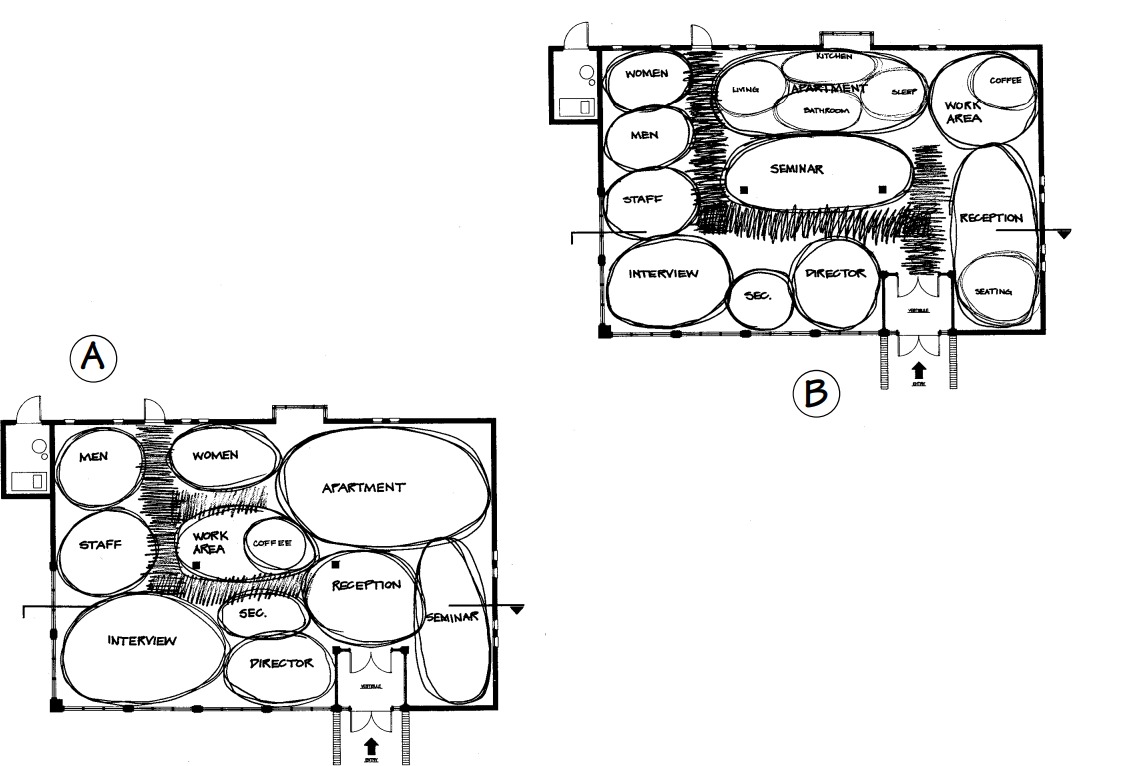 KITCHEN
WOMEN
LIVING
APARTMENT
SLEEP
COFFEE
WORK
AREA
BATHROOM
MEN
SEMINAR
STAFF
RECEPTION
INTERVIEW
SEC.
DIRECTOR
SEATING
VESTIBULE
ENTRY
B
A
MEN
WOMEN
APARTMENT
STAFF
WORK
AREA
COFFEE
RECEPTION
SEC.
SEMINAR
INTERVIEW
DIRECTOR
VESTIBULE
ENTRY